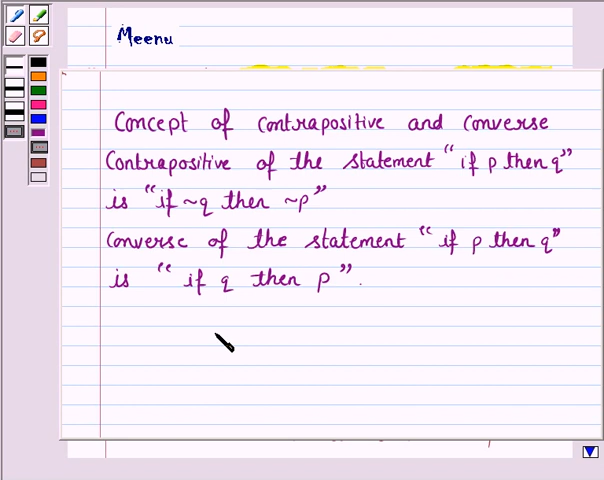 Meenu
Concept of contrapositive and converse
Contrapositive of the statement “if p then q”
is “if ~q then ~p”
Converse of the statement “if p then q”
is “if q then p”.